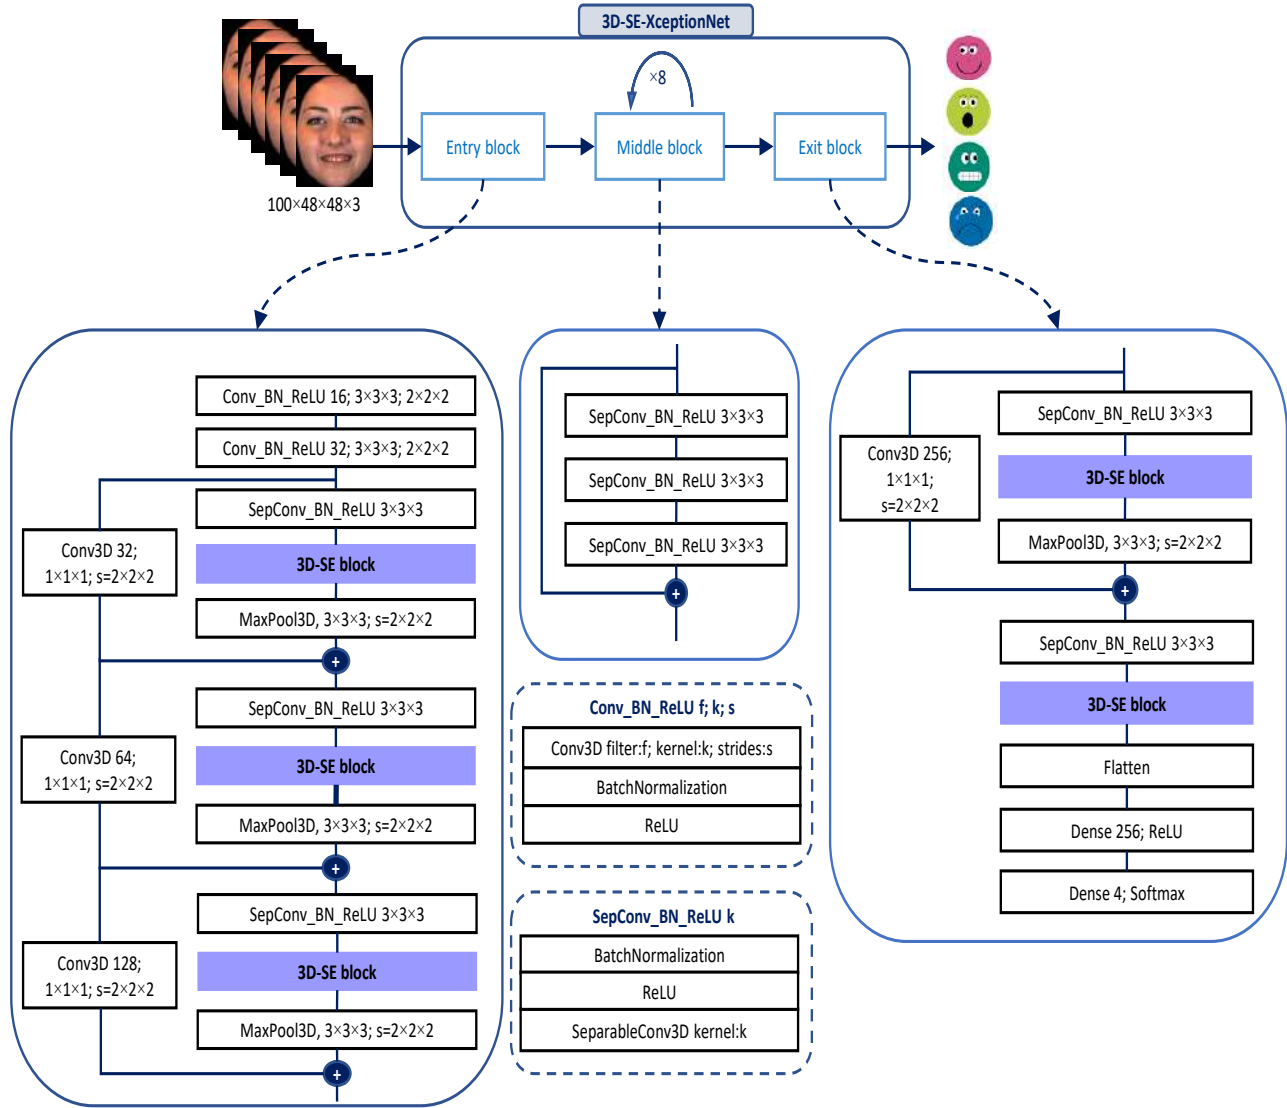 3D-SE-XceptionNet
×8
Entry block
Middle block
Exit block
100×48×48×3
Conv_BN_ReLU 16; 3×3×3; 2×2×2
Conv_BN_ReLU 32; 3×3×3; 2×2×2
SepConv_BN_ReLU 3×3×3
Conv3D 32;
1×1×1; s=2×2×2
3D-SE block
MaxPool3D, 3×3×3; s=2×2×2
+
SepConv_BN_ReLU 3×3×3
Conv3D 64;
1×1×1; s=2×2×2
3D-SE block
MaxPool3D, 3×3×3; s=2×2×2
+
SepConv_BN_ReLU 3×3×3
Conv3D 128;
1×1×1; s=2×2×2
3D-SE block
MaxPool3D, 3×3×3; s=2×2×2
+
SepConv_BN_ReLU 3×3×3
SepConv_BN_ReLU 3×3×3
SepConv_BN_ReLU 3×3×3
+
Conv_BN_ReLU f; k; s
Conv3D filter:f; kernel:k; strides:s
BatchNormalization
ReLU
SepConv_BN_ReLU k
BatchNormalization
ReLU
SeparableConv3D kernel:k
SepConv_BN_ReLU 3×3×3
Conv3D 256;
1×1×1;
s=2×2×2
3D-SE block
MaxPool3D, 3×3×3; s=2×2×2
+
SepConv_BN_ReLU 3×3×3
3D-SE block
Flatten
Dense 256; ReLU
Dense 4; Softmax